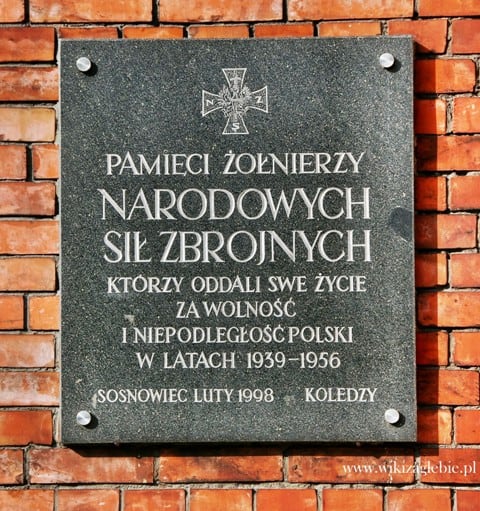 N Z
S
PAMIĘCI ŻOŁNIERZY
NARODOWYCH
SIŁ ZBROJNYCH
KTÓRZY ODDALI SWE ŻYCIE
ZA WOLNOŚĆ
I NIEPODLEGŁOŚĆ POLSKI
W LATACH 1939-1956
SOSNOWIEC LUTY 1998 KOLEDZY
www.wikizaglebie.pl